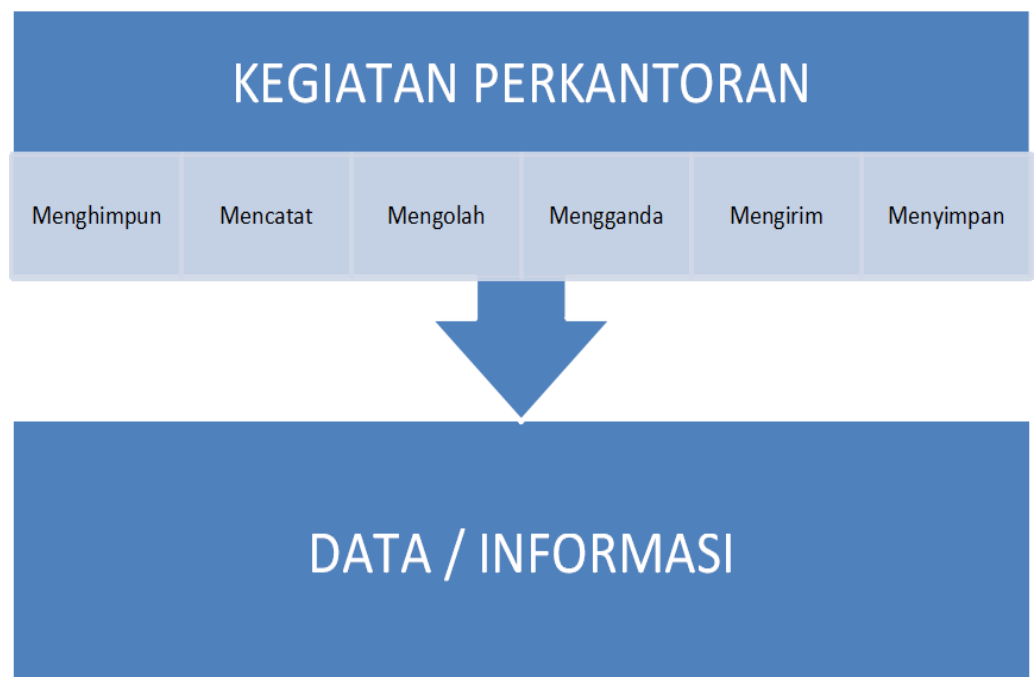 KEGIATAN PERKANTORAN
Menghimpun Mencatat Mengolah Mengganda Mengirim Menyimpan
DATA / INFORMASI